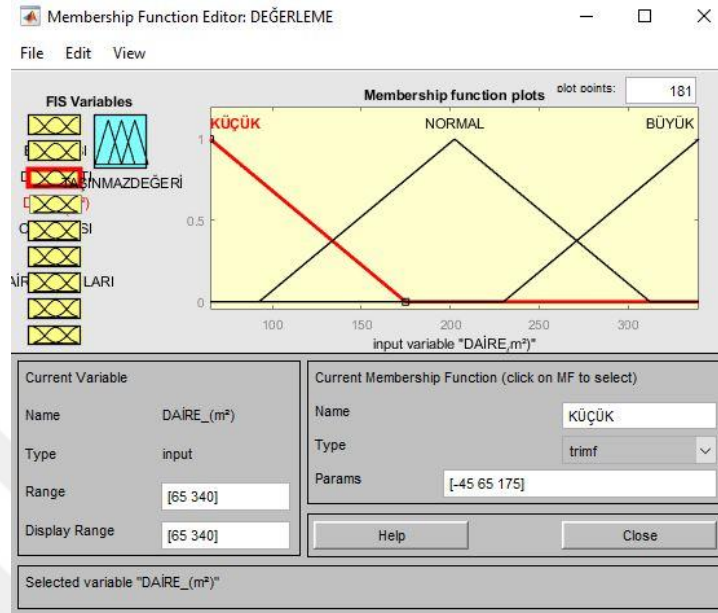 Membership Function Editor: DEĞERLEME
File Edit View
FIS Variables
Membership function plots
plot points:
181
TAŞINMAZDEĞERİ
LARI
KÜÇÜK
NORMAL
BÜYÜK
1
0.5
0
100 150 200 250 300
input variable "DAİRE,m²)"
Current Variable
Name DAİRE_(m²)
Type input
Range [65 340]
Display Range [65 340]
Current Membership Function (click on MF to select)
Name KÜÇÜK
Type trimf
Params [-45 65 175]
Help Close
Selected variable "DAİRE_(m²)"